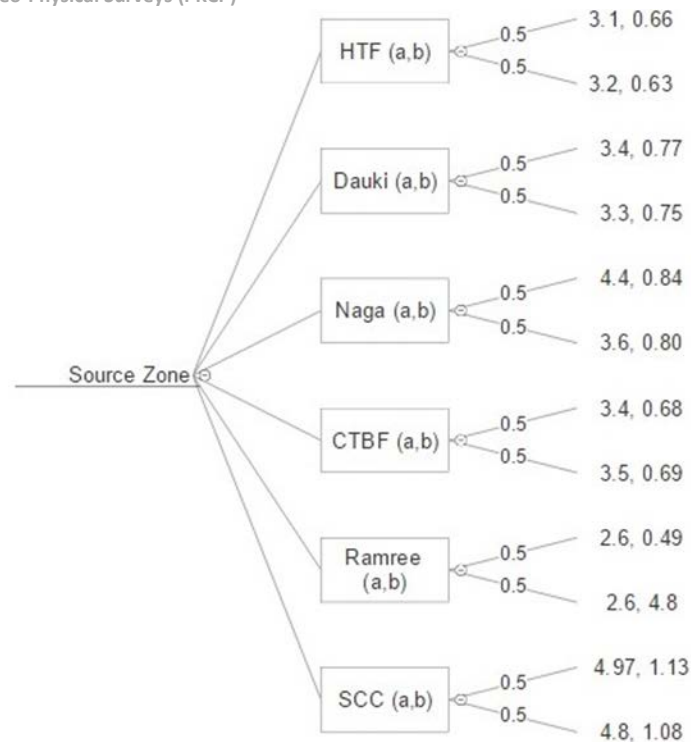 Physical Surveys (PRGF)
HTF (a,b)
0.5
3.1, 0.66
0.5
3.2, 0.63
Dauki (a,b)
0.5
3.4, 0.77
0.5
3.3, 0.75
Naga (a,b)
0.5
4.4, 0.84
0.5
3.6, 0.80
Source Zone
CTBF (a,b)
0.5
3.4, 0.68
0.5
3.5, 0.69
Ramree
(a,b)
0.5
2.6, 0.49
0.5
2.6, 4.8
SCC (a,b)
0.5
4.97, 1.13
0.5
4.8, 1.08